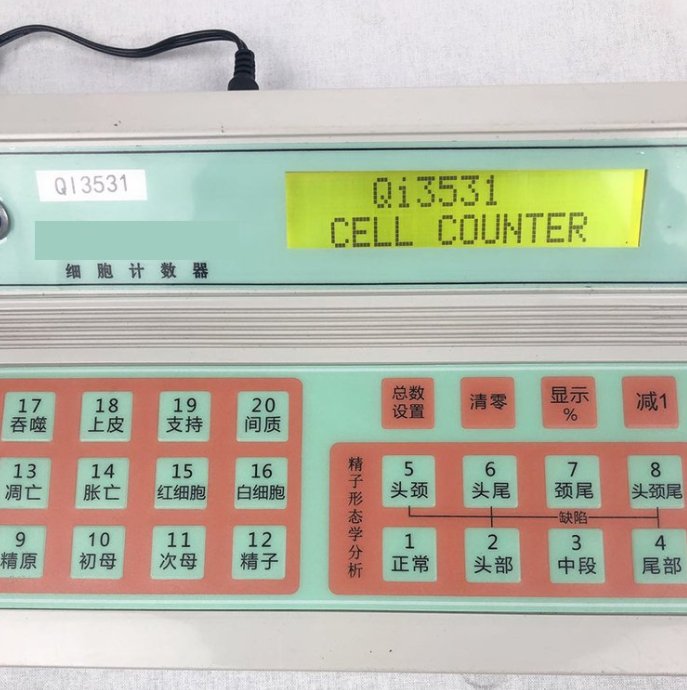 QI3531
Qi3531
CELL COUNTER
细胞计数器
17 吞噬
18 上皮
19 支持
20 间质
13 凋亡
14 胀亡
15 红细胞
16 白细胞
9 精原
10 初母
11 次母
12 精子
总数设置
清零
显示%
减1
精子形态学分析
5 头颈
6 头尾
7 颈尾
8 头颈尾
缺陷
1 正常
2 头部
3 中段
4 尾部